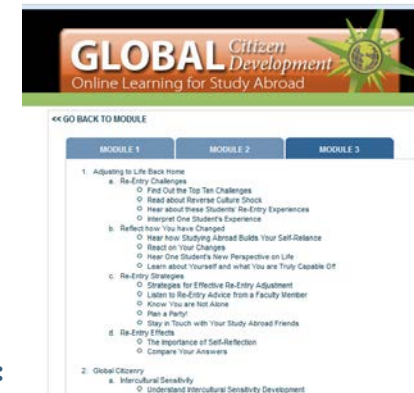 GLOBAL Citizen Development
Online Learning for Study Abroad
<< GO BACK TO MODULE
MODULE 1 MODULE 2 MODULE 3
1. Adjusting to Life Back Home
a. Re-Entry Challenges
Find Out the Top Ten Challenges
Read about Reverse Culture Shock
Hear about these Students' Re-Entry Experiences
Interpret One Student's Experience
b. Reflect how You have Changed
Hear how Studying Abroad Builds Your Self-Reliance
React on Your Changes
Hear One Student's New Perspective on Life
Learn about Yourself and what You are Truly Capable Off
c. Re-Entry Strategies
Strategies for Effective Re-Entry Adjustment
Listen to Re-Entry Advice from a Faculty Member
Know You are Not Alone
Plan a Party!
Stay in Touch with Your Study Abroad Friends
d. Re-Entry Effects
The Importance of Self-Reflection
Compare Your Answers
2. Global Citizenry
a. Intercultural Sensitivity
Understand Intercultural Sensitivity Development
: